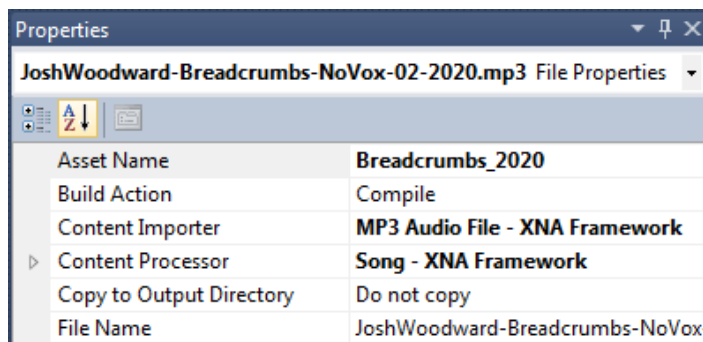 Properties
JoshWoodward-Breadcrumbs-NoVox-02-2020.mp3 File Properties
Asset Name Breadcrumbs_2020
Build Action Compile
Content Importer MP3 Audio File - XNA Framework
Content Processor Song - XNA Framework
Copy to Output Directory Do not copy
File Name JoshWoodward-Breadcrumbs-NoVox-